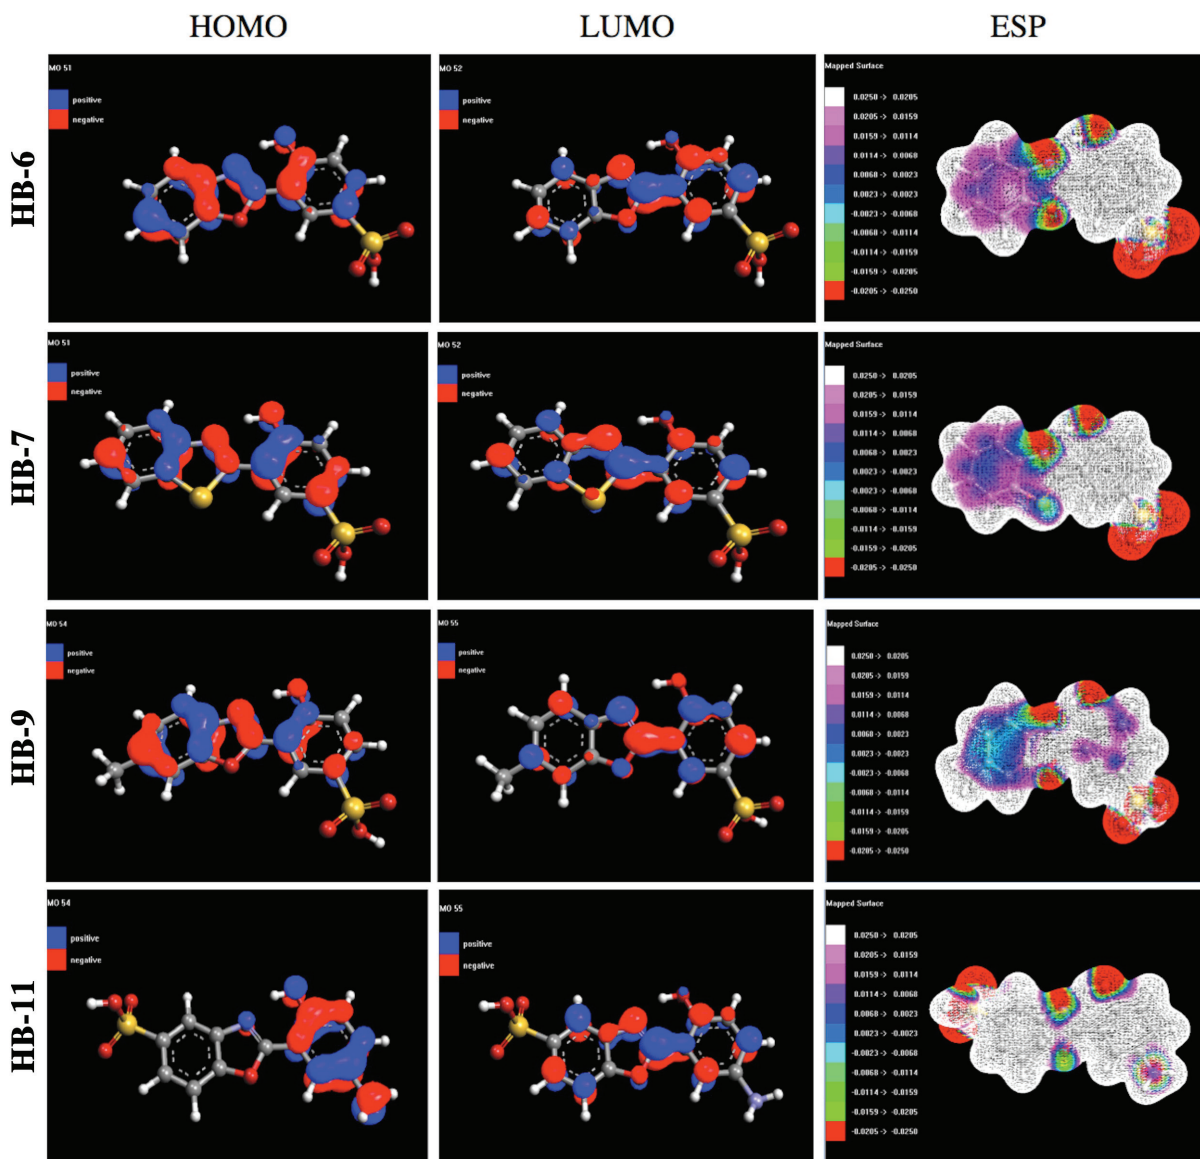 HOMO LUMO ESP
HB-6
MO 51
positive
negative
MO 52
positive
negative
Mapped Surface
0.0250 -> 0.0205
0.0205 -> 0.0159
0.0159 -> 0.0114
0.0114 -> 0.0068
0.0068 -> 0.0023
0.0023 -> -0.0023
-0.0023 -> -0.0068
-0.0068 -> -0.0114
-0.0114 -> -0.0159
-0.0159 -> -0.0205
-0.0205 -> -0.0250
HB-7
MO 51
positive
negative
MO 52
positive
negative
Mapped Surface
0.0250 -> 0.0205
0.0205 -> 0.0159
0.0159 -> 0.0114
0.0114 -> 0.0068
0.0068 -> 0.0023
0.0023 -> -0.0023
-0.0023 -> -0.0068
-0.0068 -> -0.0114
-0.0114 -> -0.0159
-0.0159 -> -0.0205
-0.0205 -> -0.0250
HB-9
MO 54
positive
negative
MO 55
positive
negative
Mapped Surface
0.0250 -> 0.0205
0.0205 -> 0.0159
0.0159 -> 0.0114
0.0114 -> 0.0068
0.0068 -> 0.0023
0.0023 -> -0.0023
-0.0023 -> -0.0068
-0.0068 -> -0.0114
-0.0114 -> -0.0159
-0.0159 -> -0.0205
-0.0205 -> -0.0250
HB-11
MO 54
positive
negative
MO 55
positive
negative
Mapped Surface
0.0250 -> 0.0205
0.0205 -> 0.0159
0.0159 -> 0.0114
0.0114 -> 0.0068
0.0068 -> 0.0023
0.0023 -> -0.0023
-0.0023 -> -0.0068
-0.0068 -> -0.0114
-0.0114 -> -0.0159
-0.0159 -> -0.0205
-0.0205 -> -0.0250